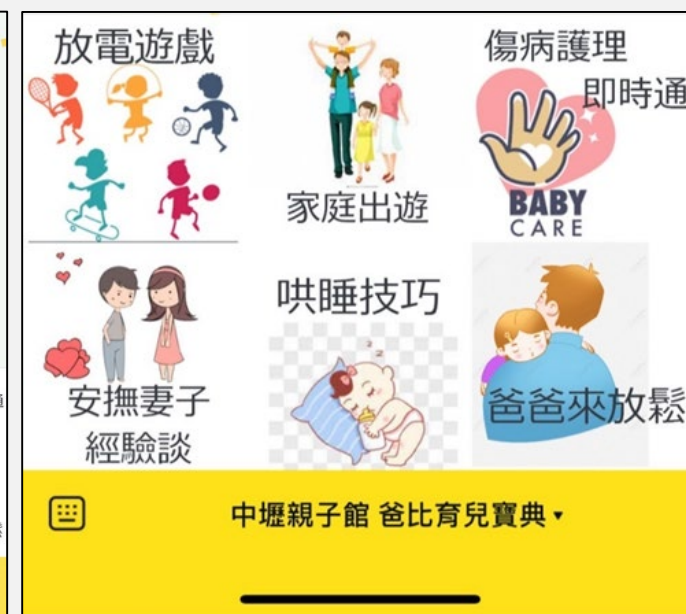 放電遊戲
傷病護理
即時通
家庭出遊
BABY
CARE
哄睡技巧
安撫妻子
經驗談
爸爸來放鬆
中壢親子館 爸比育兒寶典